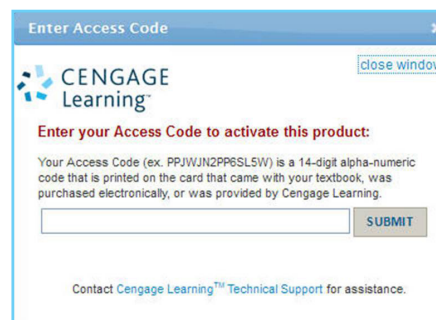 Enter Access Code
close window
CENGAGE
Learning™
Enter your Access Code to activate this product:
Your Access Code (ex. PPJWJN2PP6SL5W) is a 14-digit alpha-numeric
code that is printed on the card that came with your textbook, was
purchased electronically, or was provided by Cengage Learning.
SUBMIT
Contact Cengage Learning™ Technical Support for assistance.